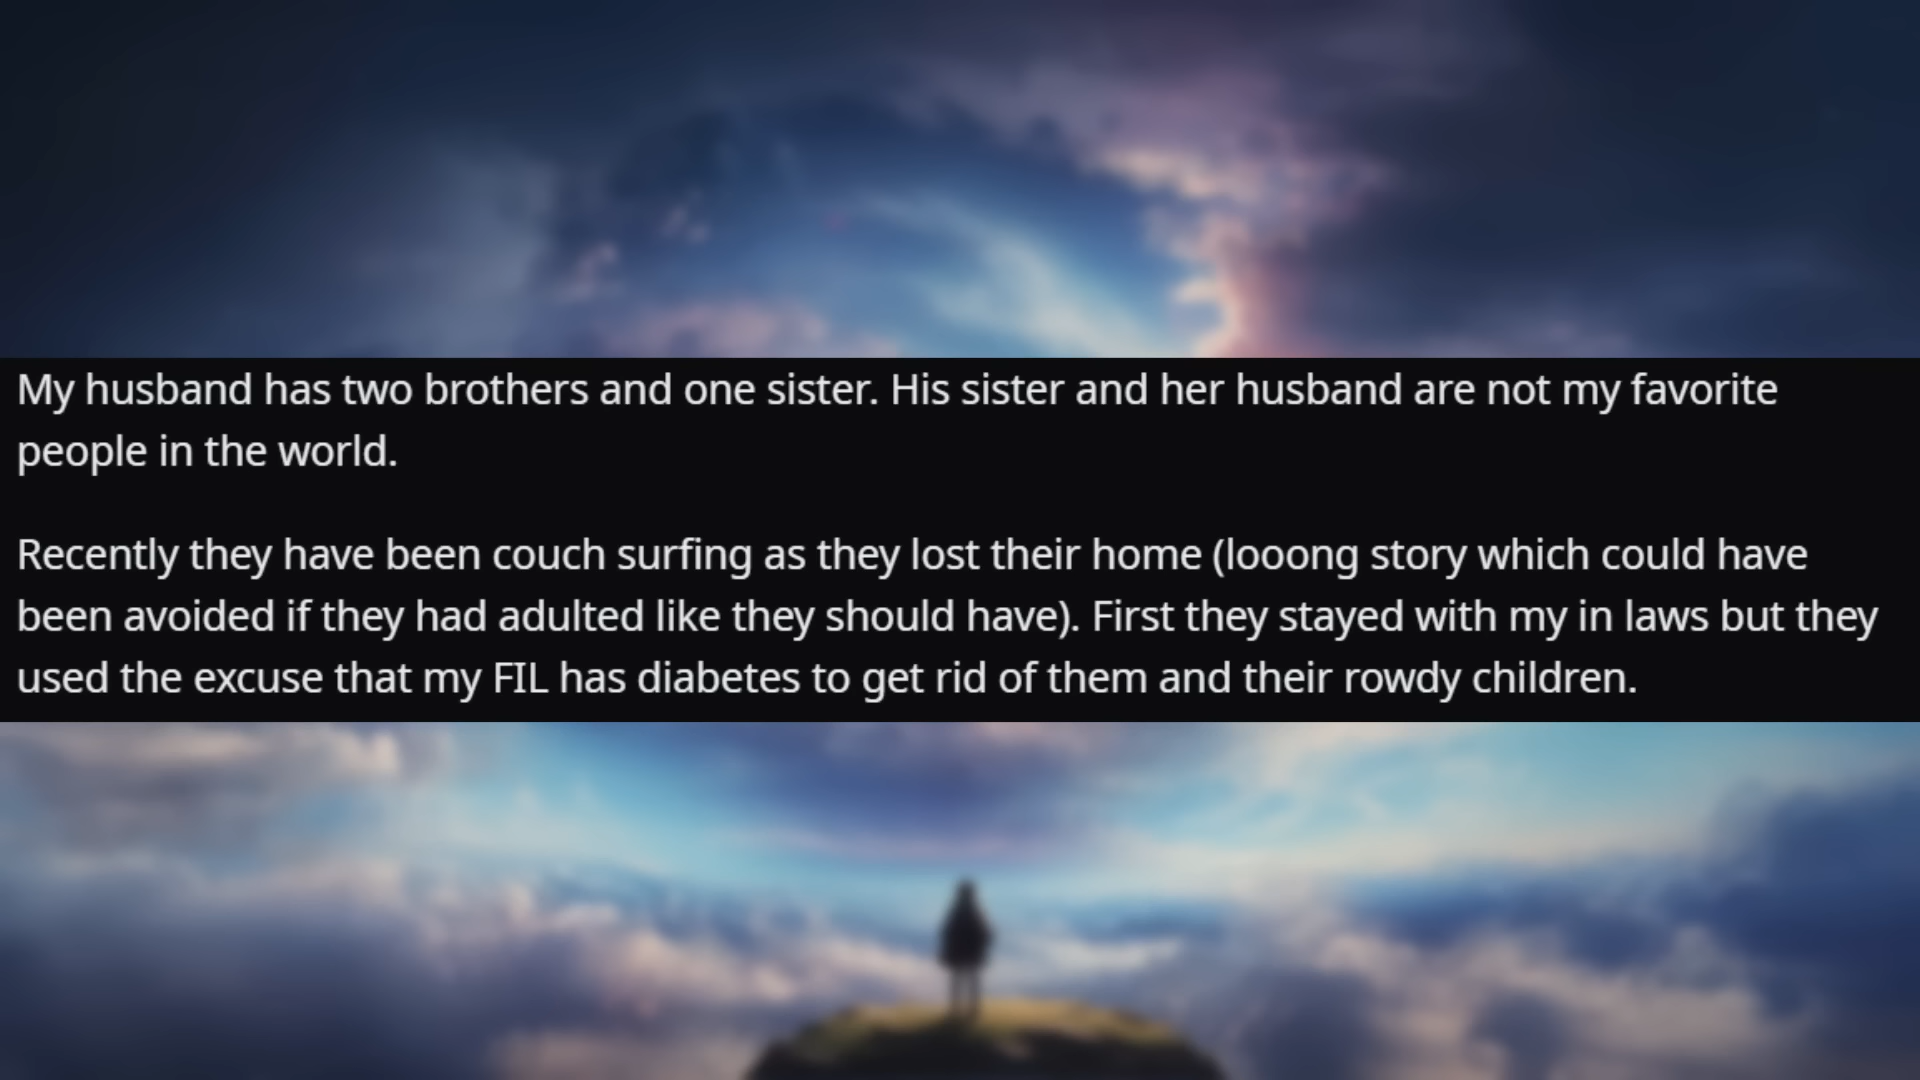 My husband has two brothers and one sister. His sister and her husband are not my favorite
people in the world.
Recently they have been couch surfing as they lost their home (looong story which could have
been avoided if they had adulted like they should have). First they stayed with my in laws but they
used the excuse that my FIL has diabetes to get rid of them and their rowdy children.